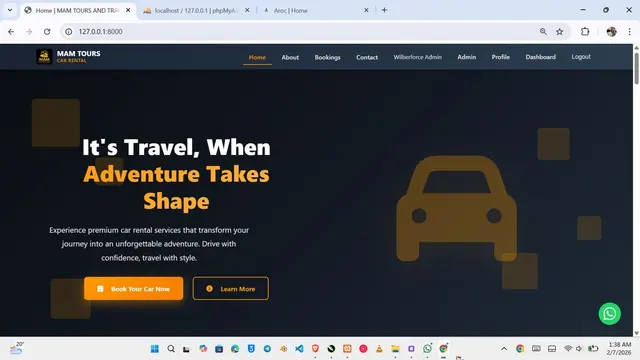 Home | MAM TOURS AND TRA
localhost / 127.0.0.1 | phpMyA
Aroc | Home
127.0.0.1:8000
MAM TOURS
CAR RENTAL
Home About Bookings Contact Wilberforce Admin Admin Profile Dashboard Logout
It's Travel, When
Adventure Takes
Shape
Experience premium car rental services that transform your
journey into an unforgettable adventure. Drive with
confidence, travel with style.
Book Your Car Now
Learn More
20°
1:38 AM
2/7/2026